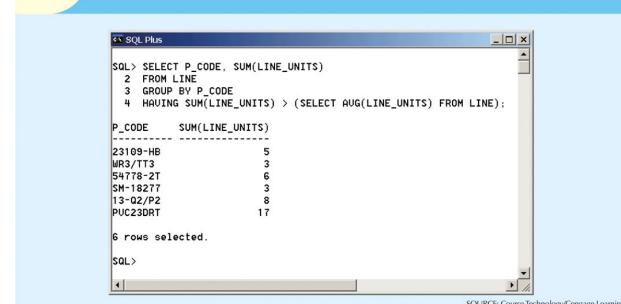 SQL Plus
SQL> SELECT P_CODE, SUM(LINE_UNITS)
2 FROM LINE
3 GROUP BY P_CODE
4 HAVING SUM(LINE_UNITS) > (SELECT AVG(LINE_UNITS) FROM LINE);
P_CODE SUM(LINE_UNITS)
---------- ---------------
23109-HB 5
WR3/TT3 3
54778-2T 6
SM-18277 3
13-Q2/P2 8
PVC23DRT 17
6 rows selected.
SQL>
SOURCE: Course Technology/Cengage Learning